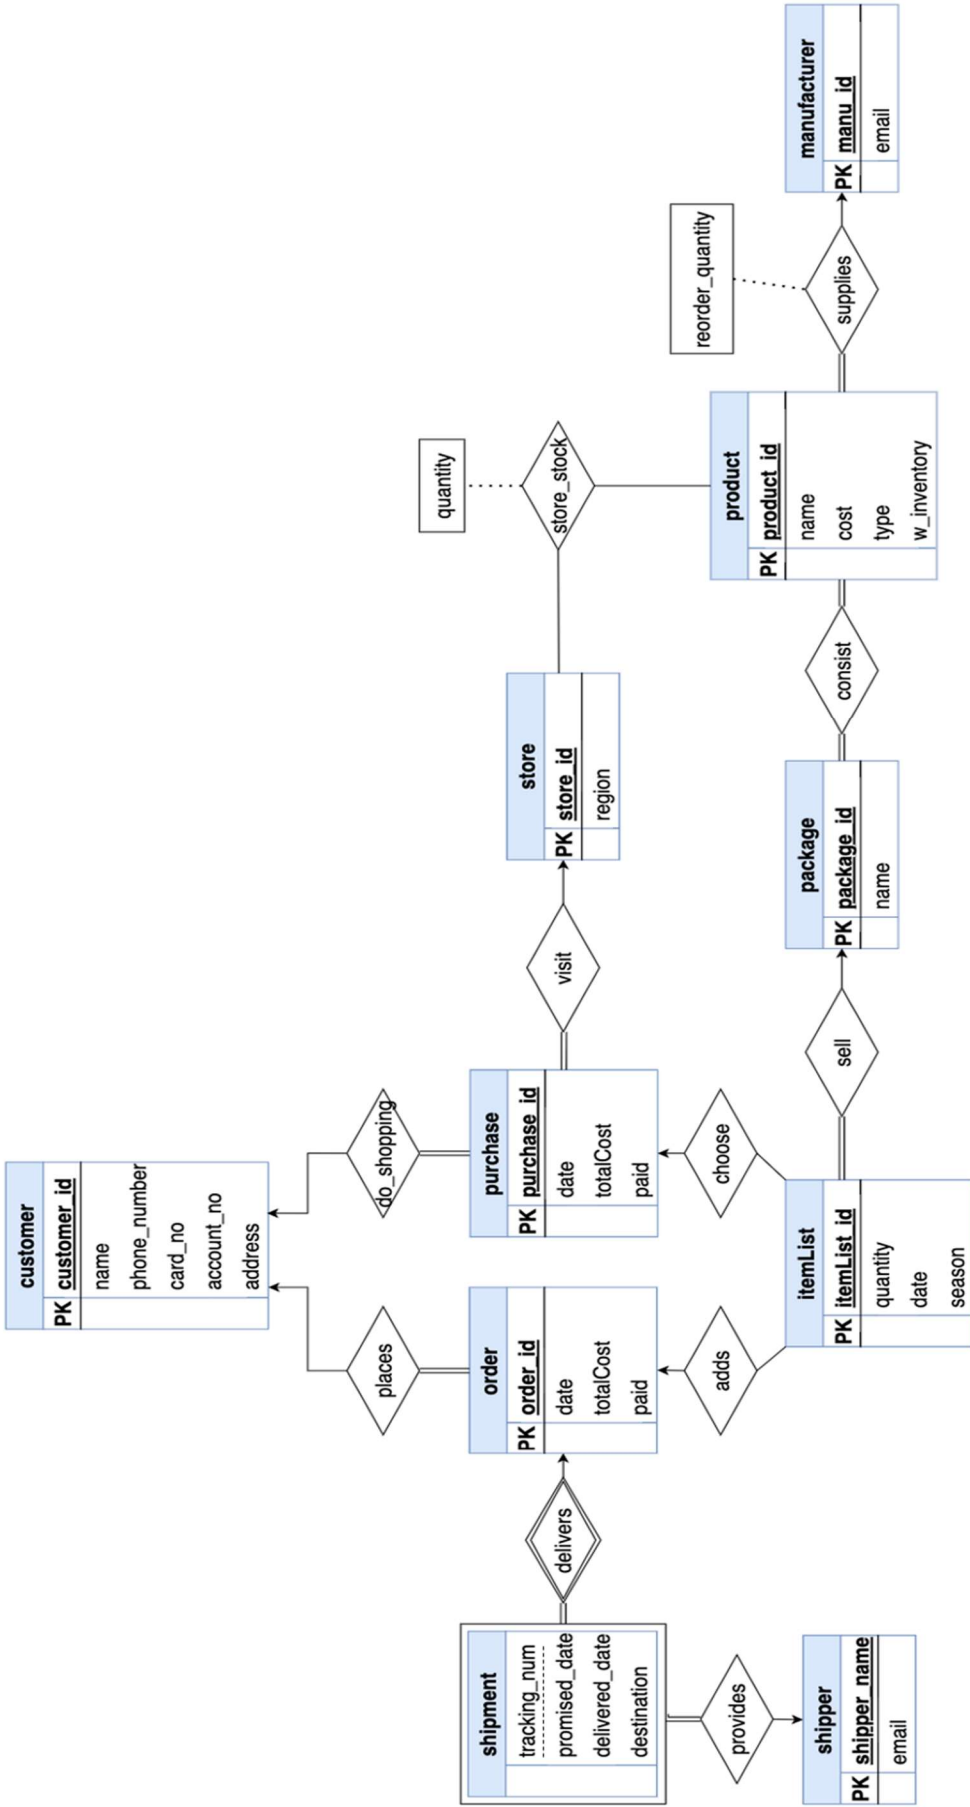 customer
PK customer_id
name
phone_number
card_no
account_no
address
places
do_shopping
shipment
tracking_num
promised_date
delivered_date
destination
delivers
order
PK order_id
date
totalCost
paid
purchase
PK purchase_id
date
totalCost
paid
visit
store
PK store_id
region
store_stock
quantity
provides
adds
choose
reorder_quantity
shipper
PK shipper_name
email
itemList
PK itemList_id
quantity
date
season
sell
package
PK package_id
name
consist
product
PK product_id
name
cost
type
w_inventory
supplies
manufacturer
PK manu_id
email